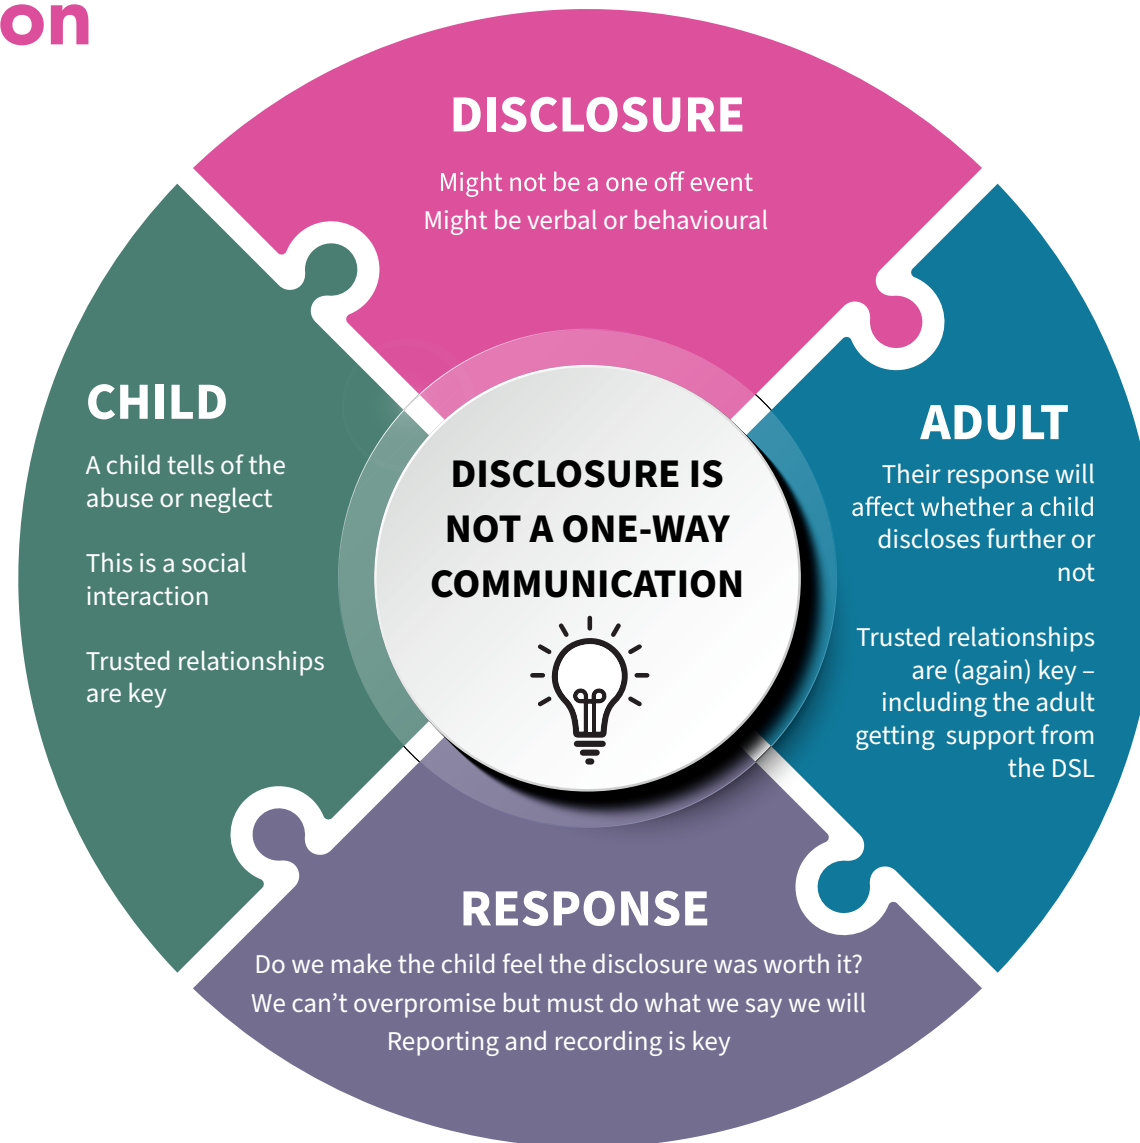 on
DISCLOSURE
Might not be a one off event
Might be verbal or behavioural
CHILD
A child tells of the
abuse or neglect
This is a social
interaction
Trusted relationships
are key
DISCLOSURE IS
NOT A ONE-WAY
COMMUNICATION
ADULT
Their response will
affect whether a child
discloses further or
not
Trusted relationships
are (again) key –
including the adult
getting support from
the DSL
RESPONSE
Do we make the child feel the disclosure was worth it?
We can’t overpromise but must do what we say we will
Reporting and recording is key